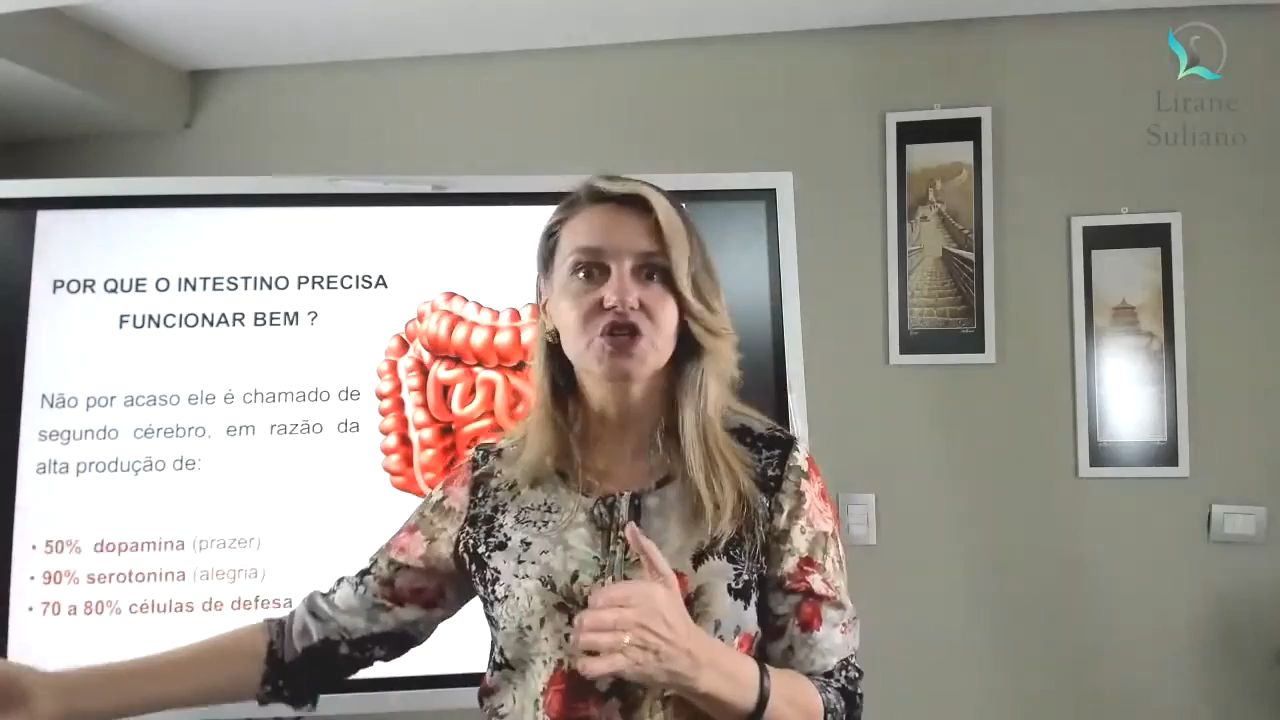 Lirane
Suliano
POR QUE O INTESTINO PRECISA
FUNCIONAR BEM ?
Não por acaso ele é chamado de
segundo cérebro, em razão da
alta produção de:
• 50% dopamina (prazer)
• 90% serotonina (alegria)
• 70 a 80% células de defesa